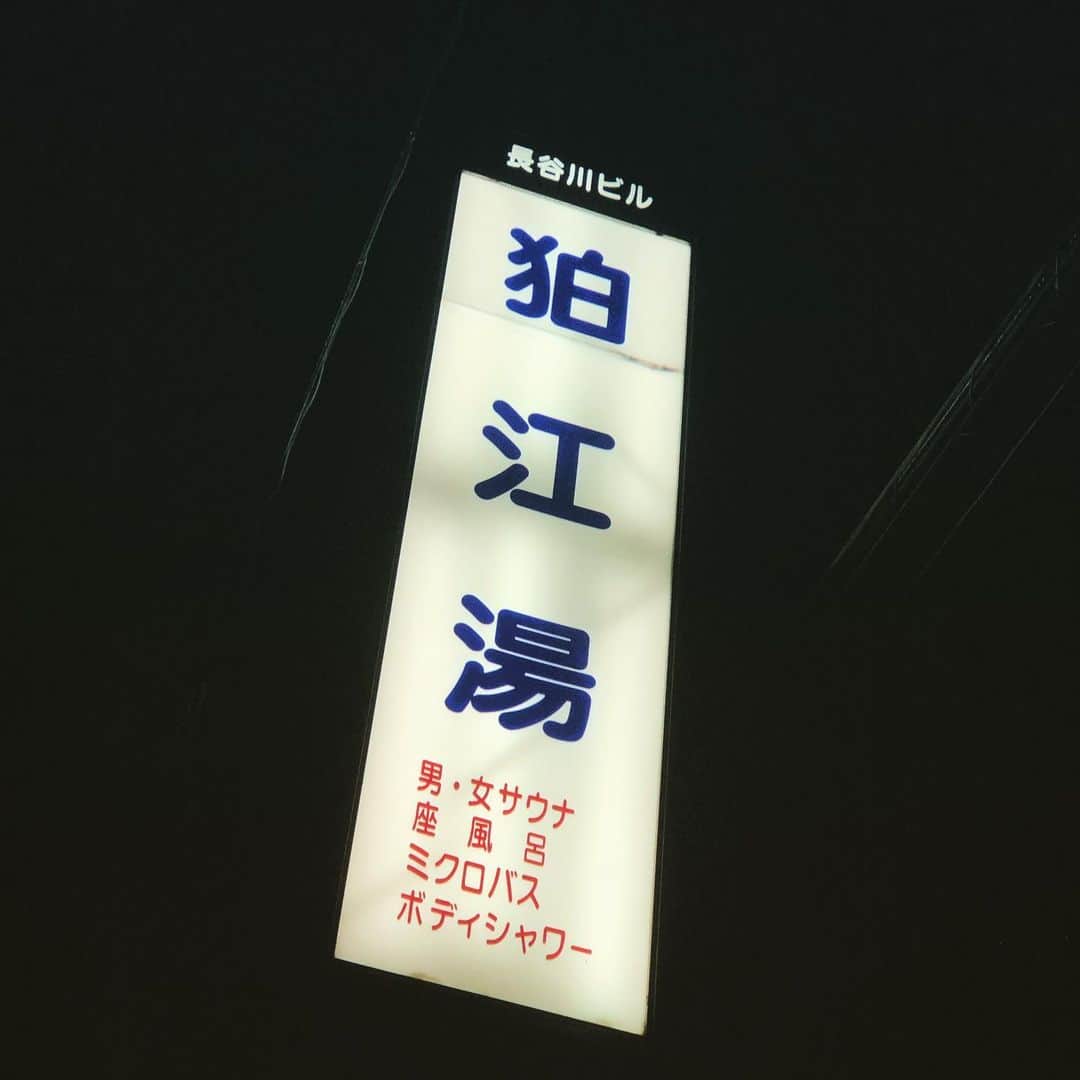 長谷川ビル
狛江湯
男・女サウナ
座風呂
ミクロバス
ボディシャワー